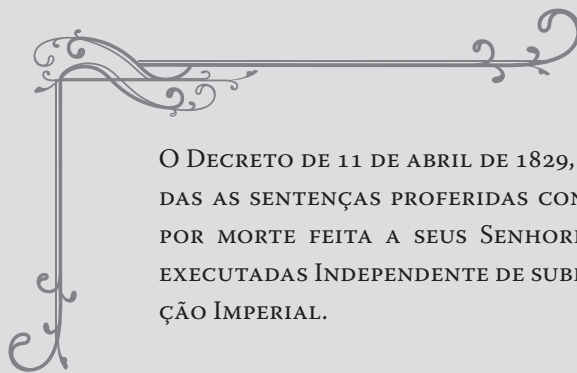 O DECRETO DE 11 DE ABRIL DE 1829,
DAS AS SENTENÇAS PROFERIDAS CON
POR MORTE FEITA A SEUS SENHORE
EXECUTADAS INDEPENDENTE DE SUB
ÇÃO IMPERIAL.